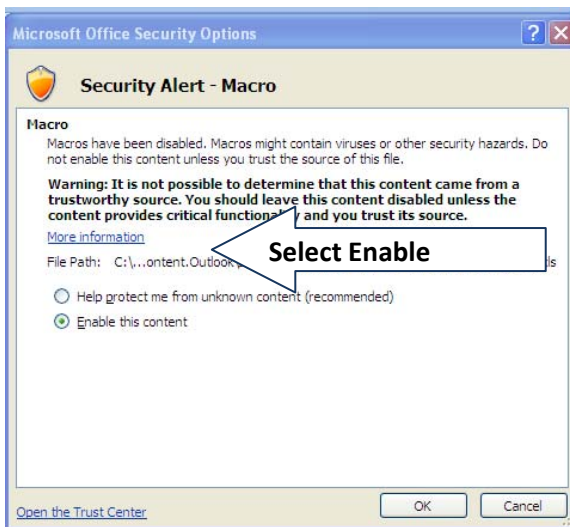 Microsoft Office Security Options
Security Alert - Macro
Macro
Macros have been disabled. Macros might contain viruses or other security hazards. Do
not enable this content unless you trust the source of this file.
Warning: It is not possible to determine that this content came from a
trustworthy source. You should leave this content disabled unless the
content provides critical functionality and you trust its source.
More information
Select Enable
File Path: C:\...ontent.Outlook\
Help protect me from unknown content (recommended)
Enable this content
Open the Trust Center
OK
Cancel